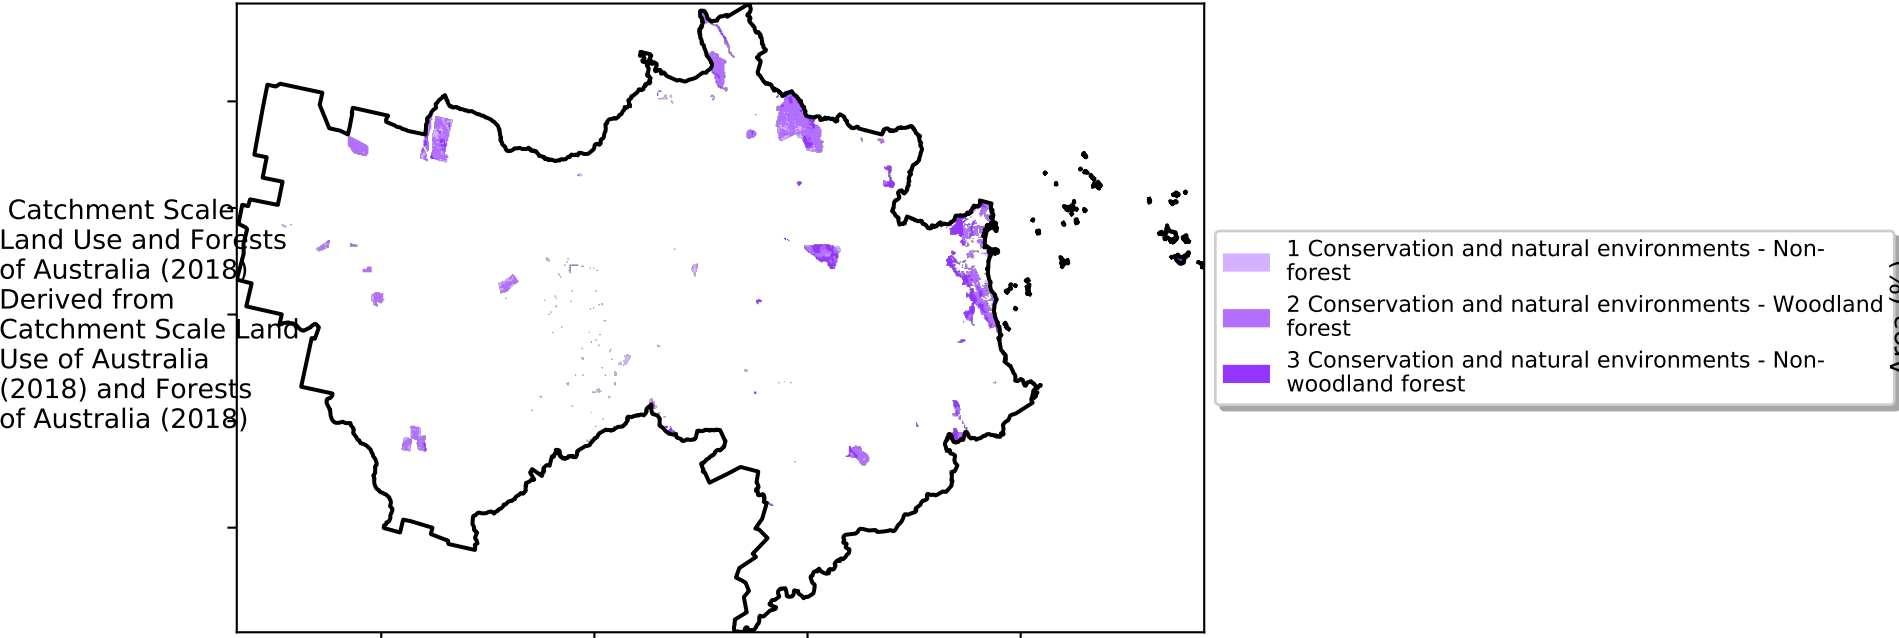 Catchment Scale
Land Use and Forests
of Australia (2018)
Derived from
Catchment Scale Land
Use of Australia
(2018) and Forests
of Australia (2018)
1 Conservation and natural environments - Non-
forest
2 Conservation and natural environments - Woodland
forest
3 Conservation and natural environments - Non-
woodland forest